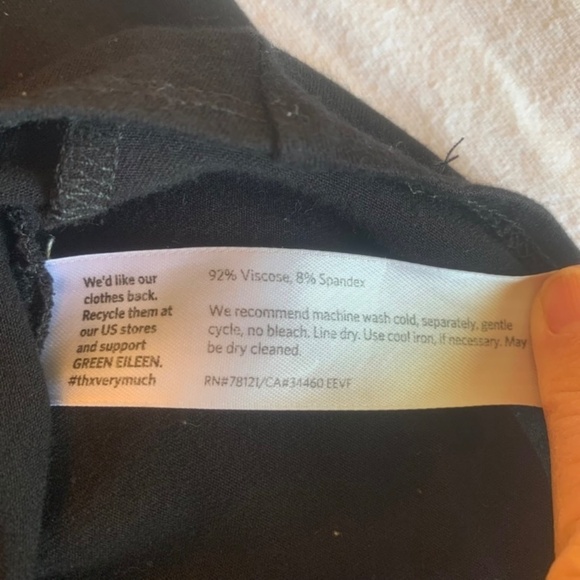 We'd like our
clothes back.
Recycle them at
our US stores
and support
GREEN EILEEN.
#thxverymuch
92% Viscose, 8% Spandex
We recommend machine wash cold, separately, gentle
cycle, no bleach. Line dry. Use cool iron, if necessary. May
be dry cleaned.
RN#78121/CA#34460 EEVF